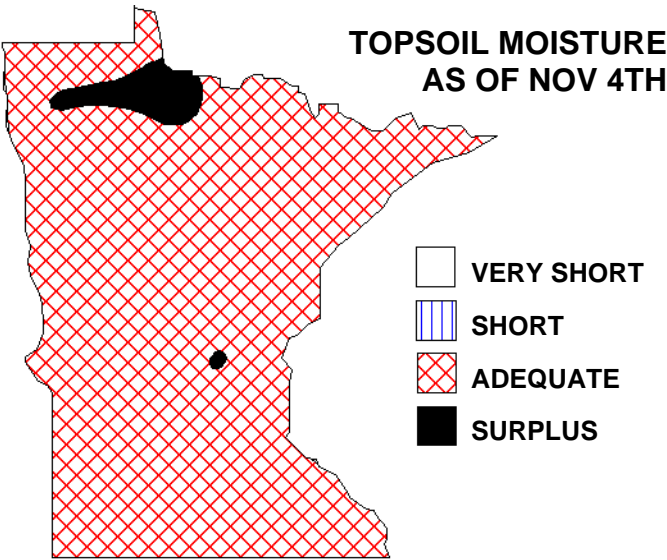 TOPSOIL MOISTURE
AS OF NOV 4TH
VERY SHORT
SHORT
ADEQUATE
SURPLUS